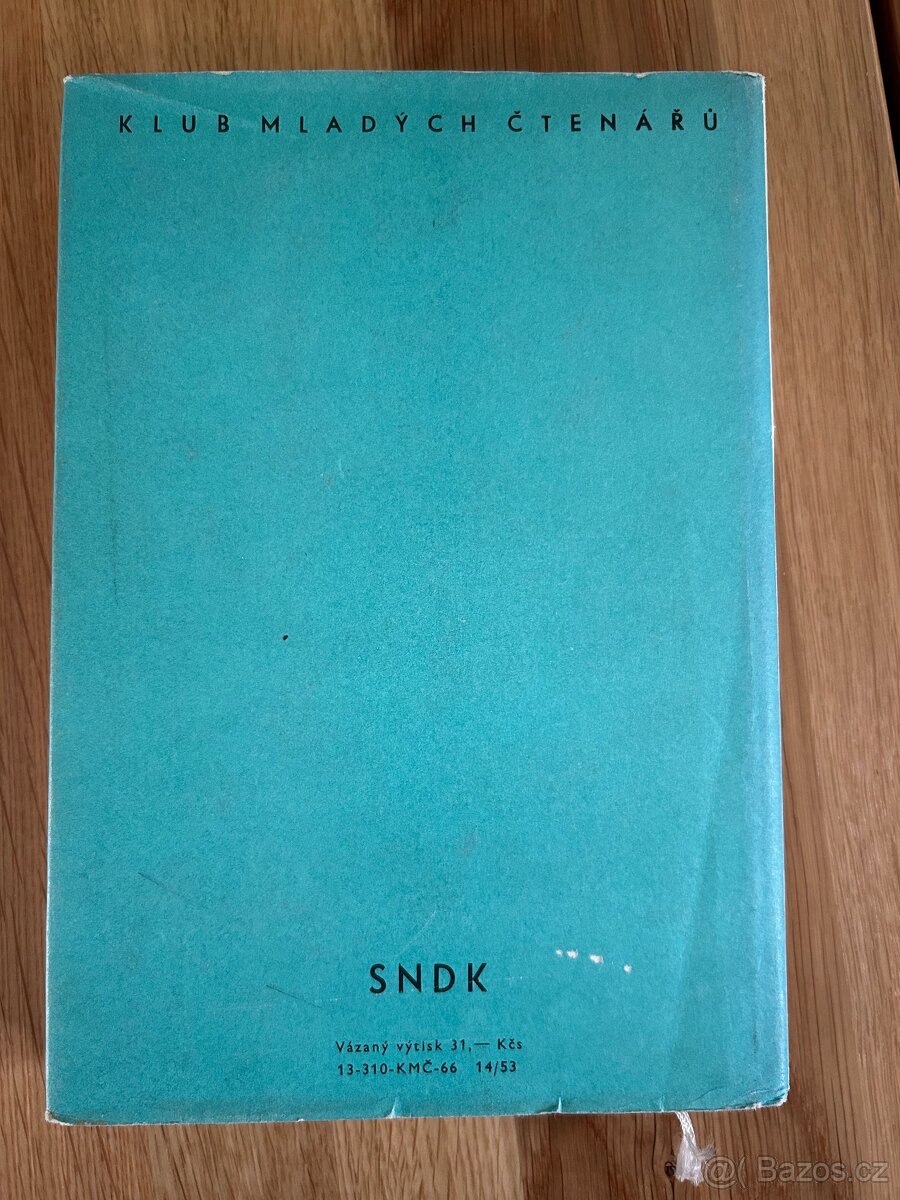 KLUB MLADÝCH ČTENÁŘŮ
SNDK
Vázaný výtisk 31,— Kčs
13-310-KMČ-66 14/53
Bazos.cz